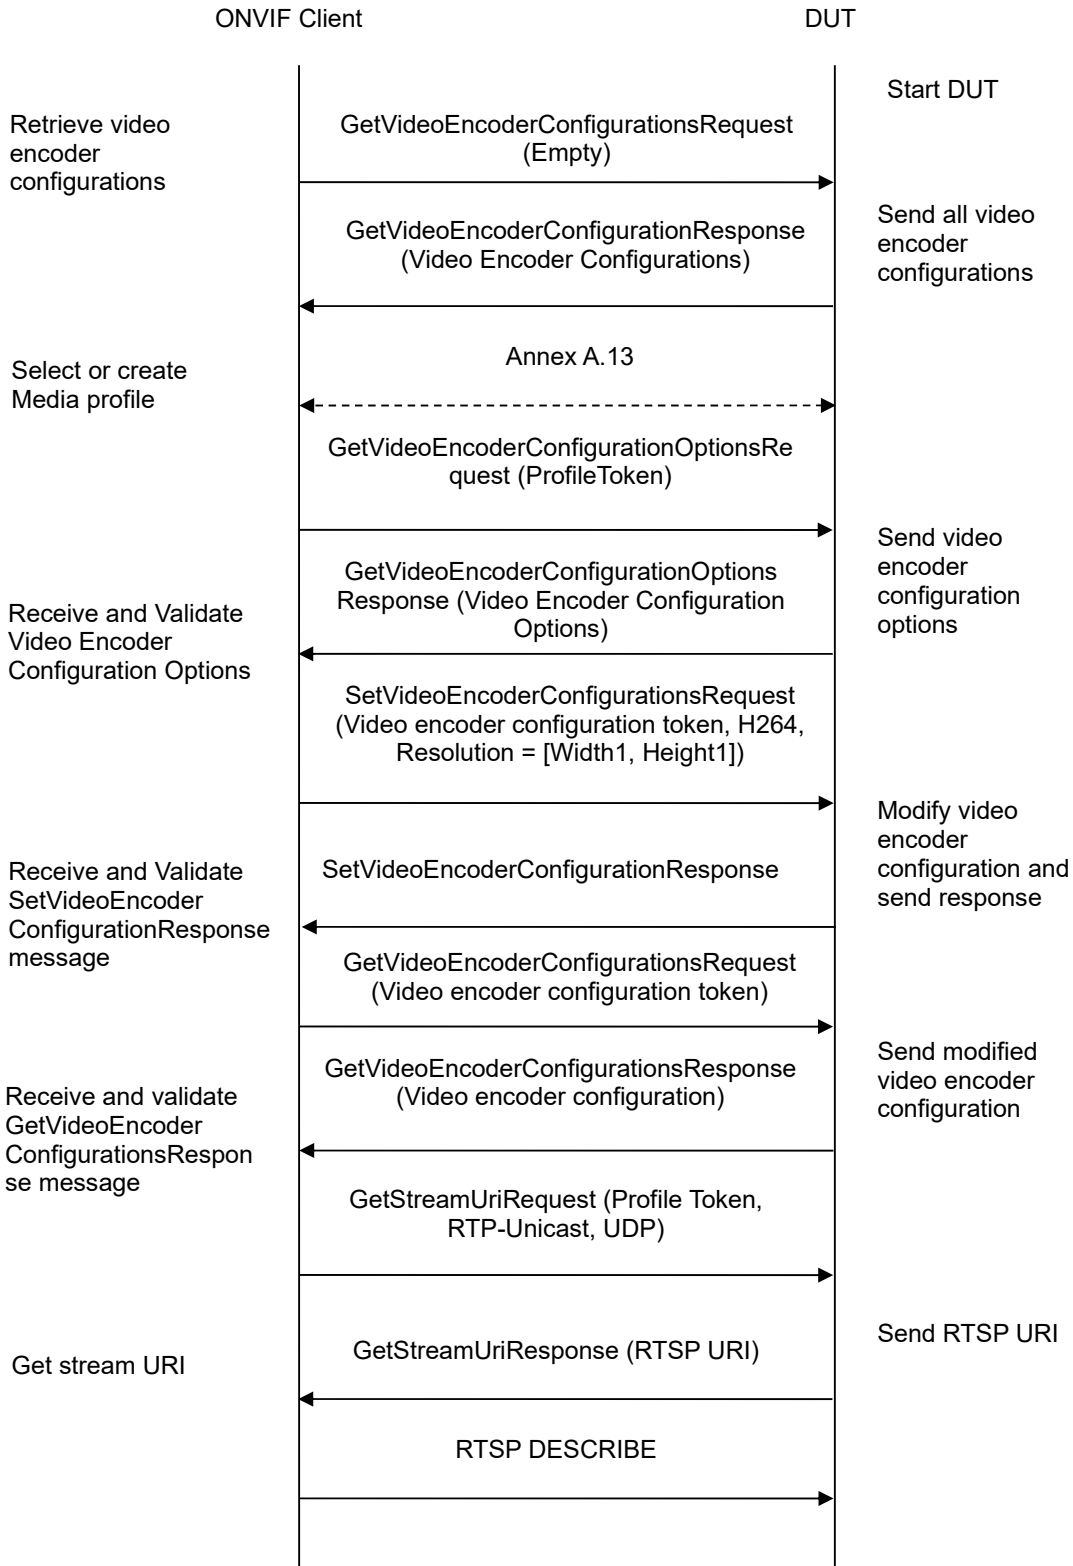 ONVIF Client
DUT
Start DUT
Retrieve video
encoder
configurations
GetVideoEncoderConfigurationsRequest
(Empty)
Send all video
encoder
configurations
GetVideoEncoderConfigurationResponse
(Video Encoder Configurations)
Select or create
Media profile
Annex A.13
GetVideoEncoderConfigurationOptionsRe
quest (ProfileToken)
Send video
encoder
configuration
options
GetVideoEncoderConfigurationOptions
Response (Video Encoder Configuration
Options)
Receive and Validate
Video Encoder
Configuration Options
SetVideoEncoderConfigurationsRequest
(Video encoder configuration token, H264,
Resolution = [Width1, Height1])
Modify video
encoder
configuration and
send response
Receive and Validate
SetVideoEncoder
ConfigurationResponse
message
SetVideoEncoderConfigurationResponse
GetVideoEncoderConfigurationsRequest
(Video encoder configuration token)
Send modified
video encoder
configuration
GetVideoEncoderConfigurationsResponse
(Video encoder configuration)
Receive and validate
GetVideoEncoder
ConfigurationsRespon
se message
GetStreamUriRequest (Profile Token,
RTP-Unicast, UDP)
Send RTSP URI
GetStreamUriResponse (RTSP URI)
Get stream URI
RTSP DESCRIBE